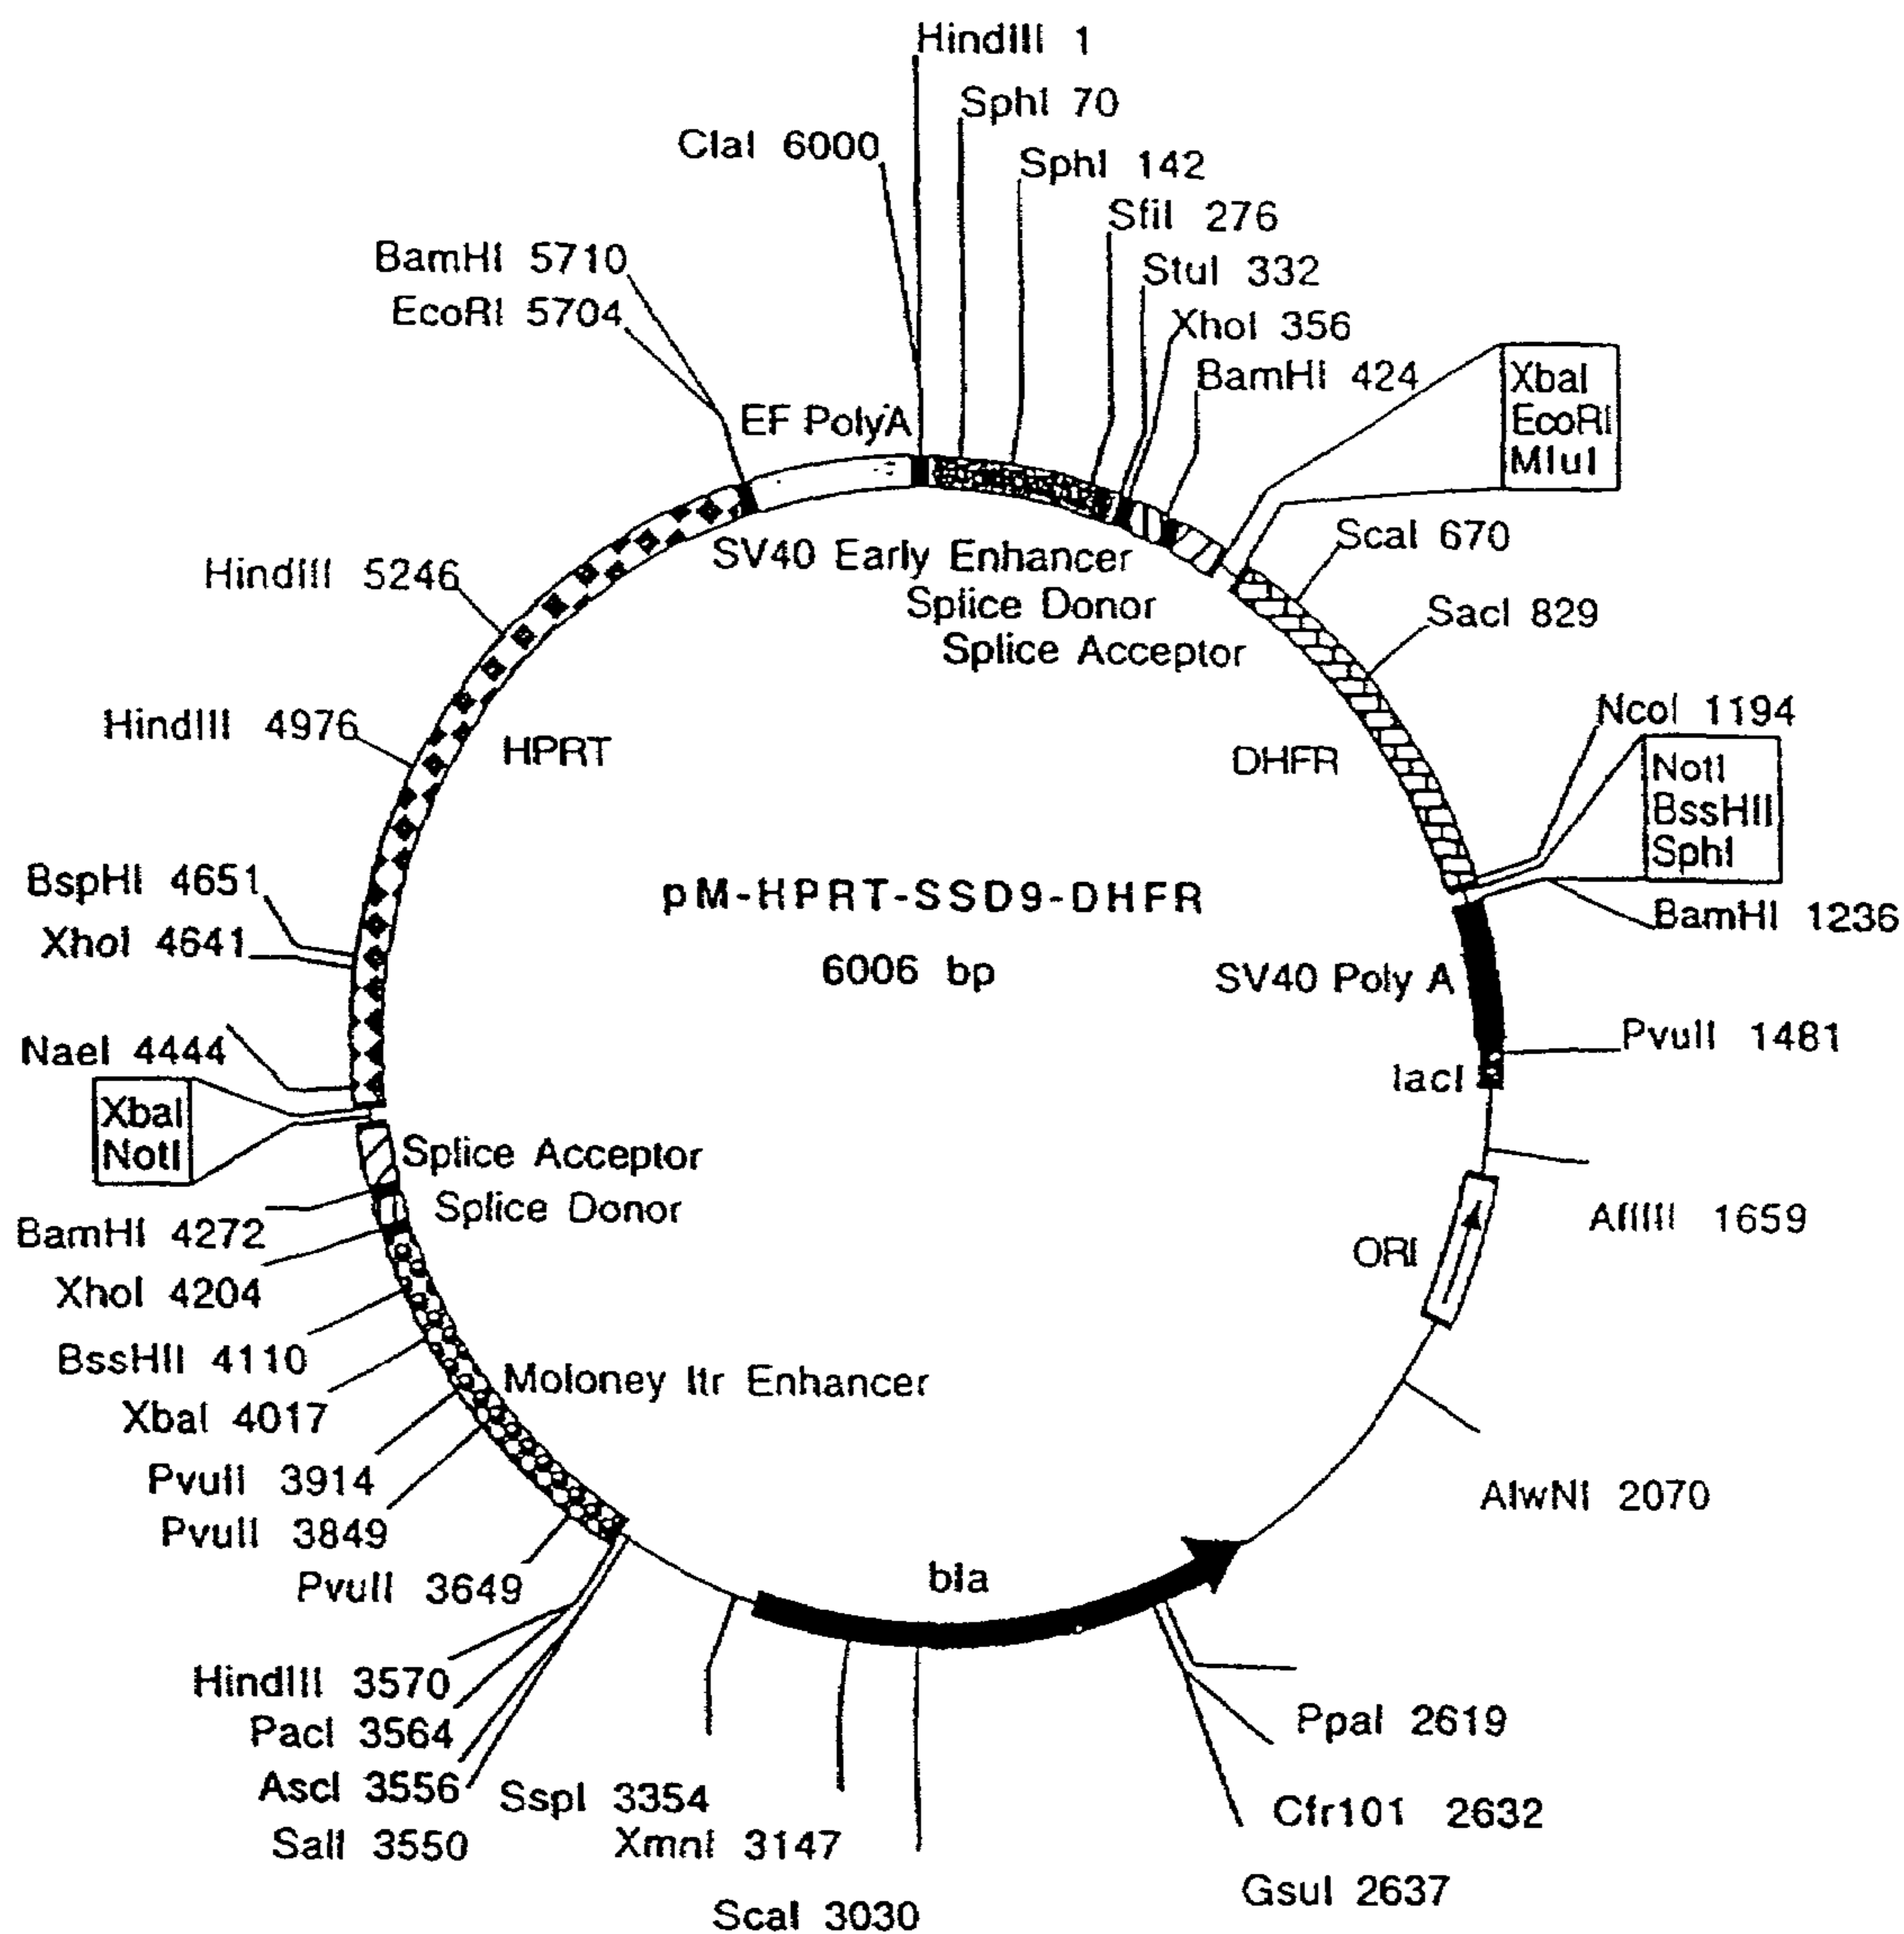 HindIII 1
SphI 70
ClaI 6000
SphI 142
SfiI 276
BamHI 5710
StuI 332
EcoRI 5704
XhoI 356
BamHI 424
XbaI
EcoRI
MluI
EF PolyA
ScaI 670
SV40 Early Enhancer
HindIII 5246
Splice Donor
SacI 829
Splice Acceptor
NcoI 1194
HindIII 4976
HPRT
DHFR
NotI
BssHII
SphI
BspHI 4651
pM-HPRT-SSD9-DHFR
BamHI 1236
XhoI 4641
6006 bp
SV40 Poly A
PvuII 1481
NaeI 4444
lacI
XbaI
NotI
Splice Acceptor
Splice Donor
AflIII 1659
BamHI 4272
ORI
XhoI 4204
BssHII 4110
Moloney ltr Enhancer
XbaI 4017
PvuII 3914
AlwNI 2070
PvuII 3849
bla
PvuII 3649
HindIII 3570
PpaI 2619
PacI 3564
AscI 3556
SspI 3354
Cfr101 2632
SalI 3550
XmnI 3147
GsuI 2637
ScaI 3030